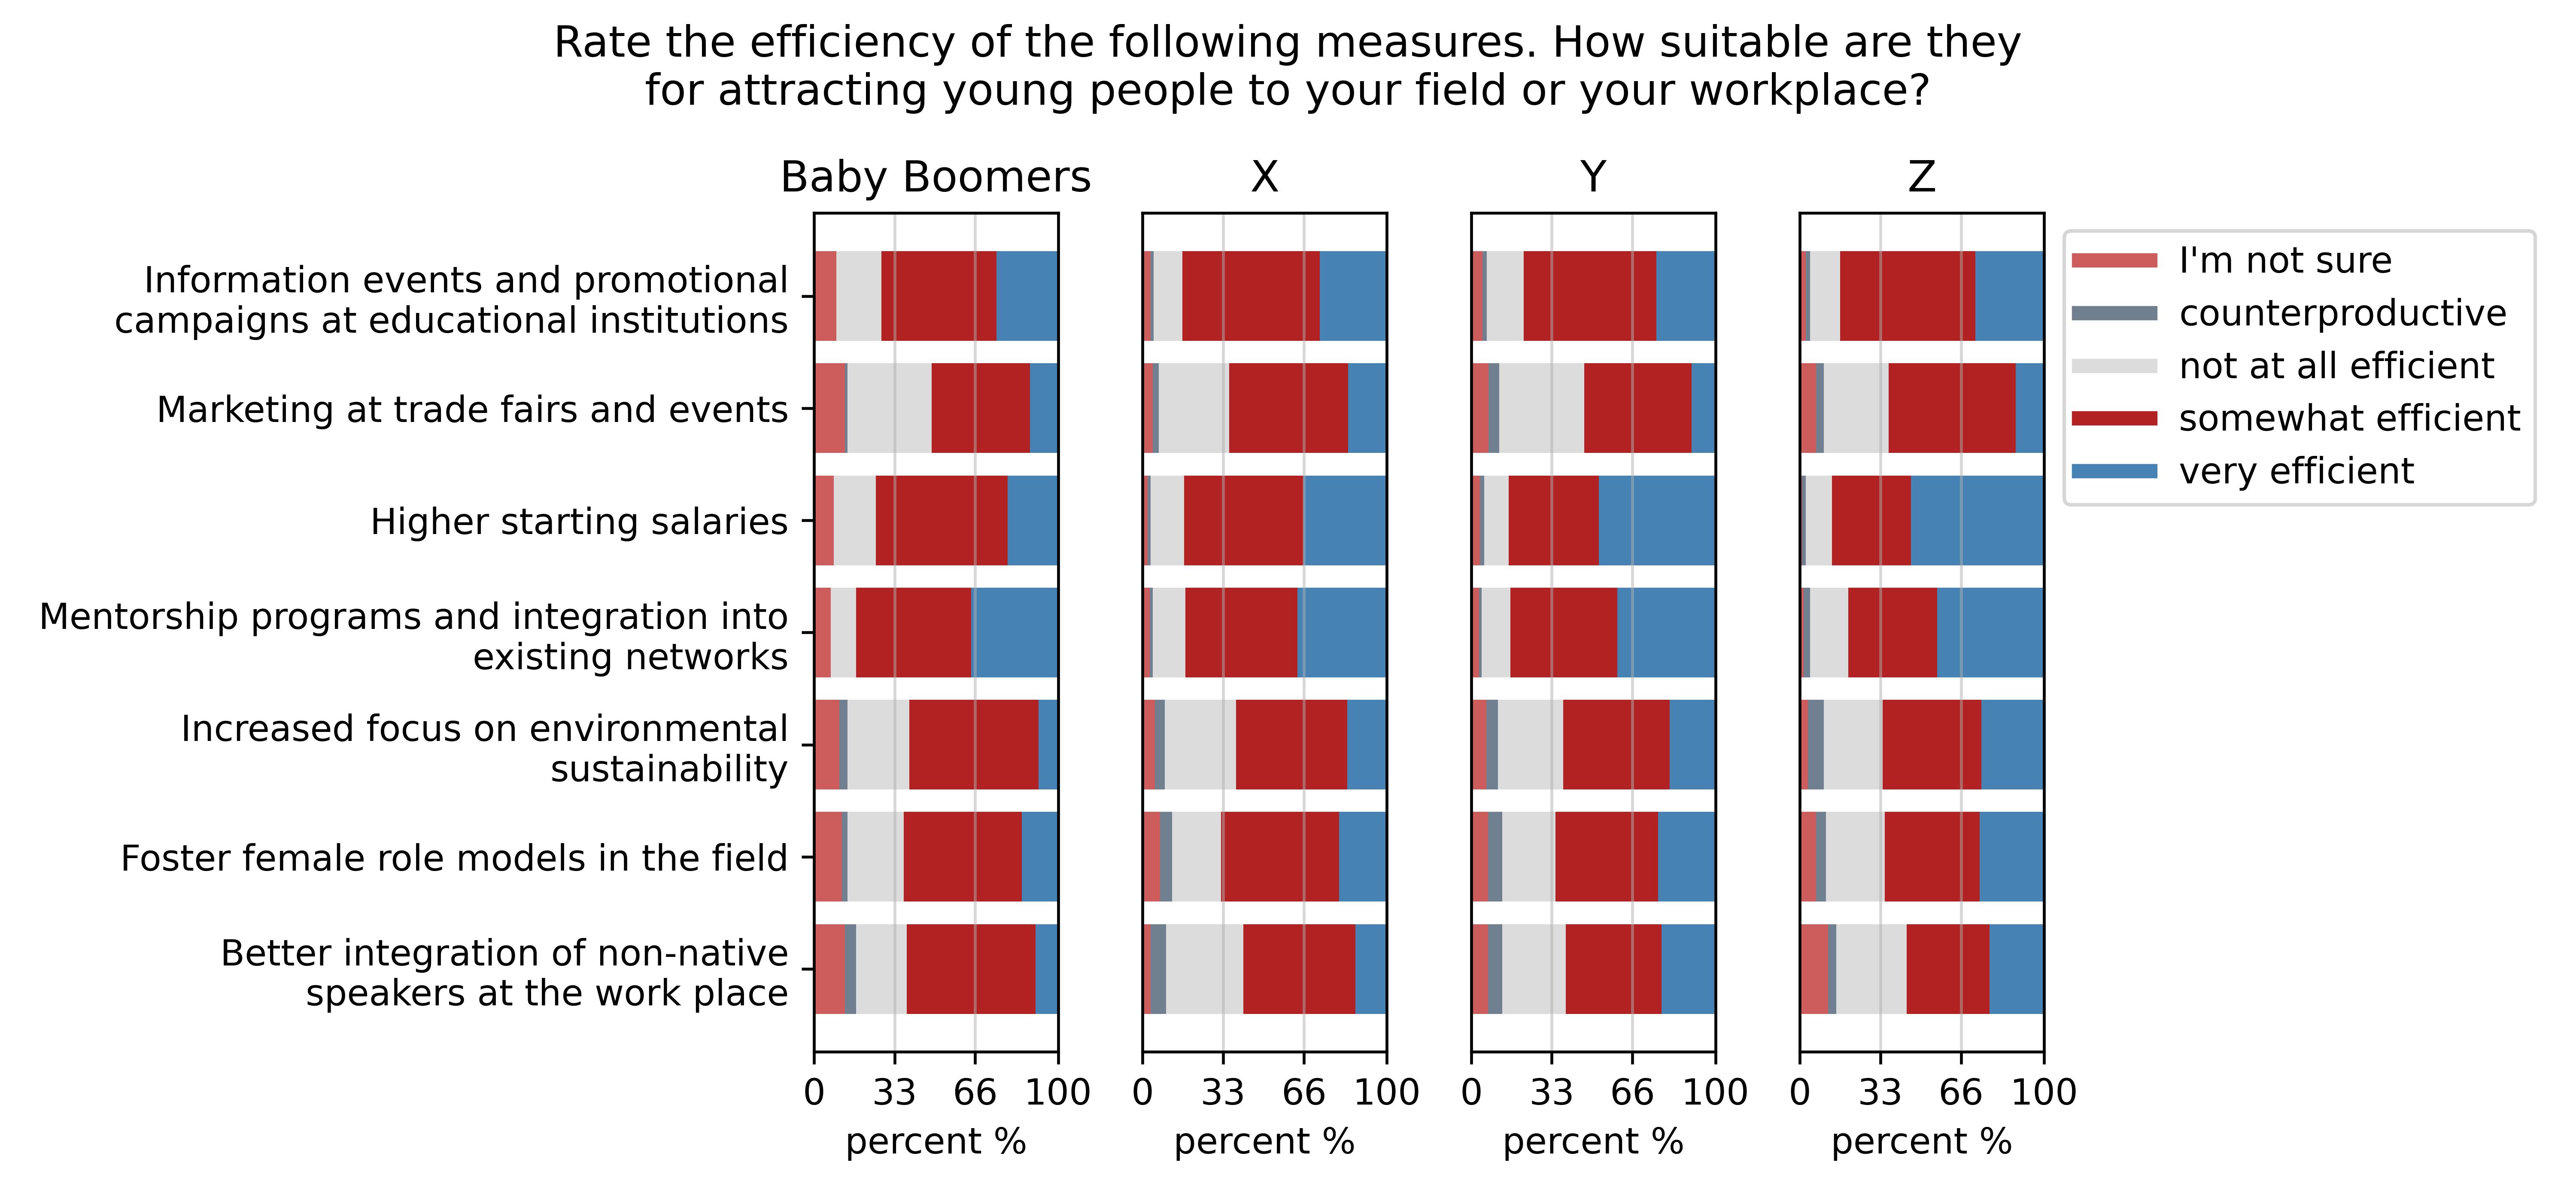 Rate the efficiency of the following measures. How suitable are they
for attracting young people to your field or your workplace?
Baby Boomers
X
Y
Z
Information events and promotional
campaigns at educational institutions
Marketing at trade fairs and events
Higher starting salaries
Mentorship programs and integration into
existing networks
Increased focus on environmental
sustainability
Foster female role models in the field
Better integration of non-native
speakers at the work place
I'm not sure
counterproductive
not at all efficient
somewhat efficient
very efficient
0 33 66 100
0 33 66 100
0 33 66 100
0 33 66 100
percent %
percent %
percent %
percent %